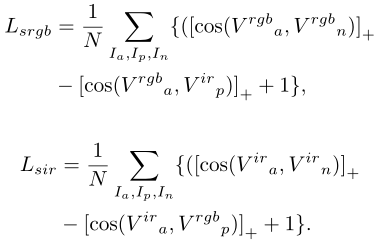 L_{srgb} = \frac{1}{N} \sum_{I_a, I_p, I_n} \{([\cos(V^{rgb}{}_a, V^{rgb}{}_n)]_+
- [\cos(V^{rgb}{}_a, V^{ir}{}_p)]_+ + 1\},
L_{sir} = \frac{1}{N} \sum_{I_a, I_p, I_n} \{([\cos(V^{ir}{}_a, V^{ir}{}_n)]_+
- [\cos(V^{ir}{}_a, V^{rgb}{}_p)]_+ + 1\}.